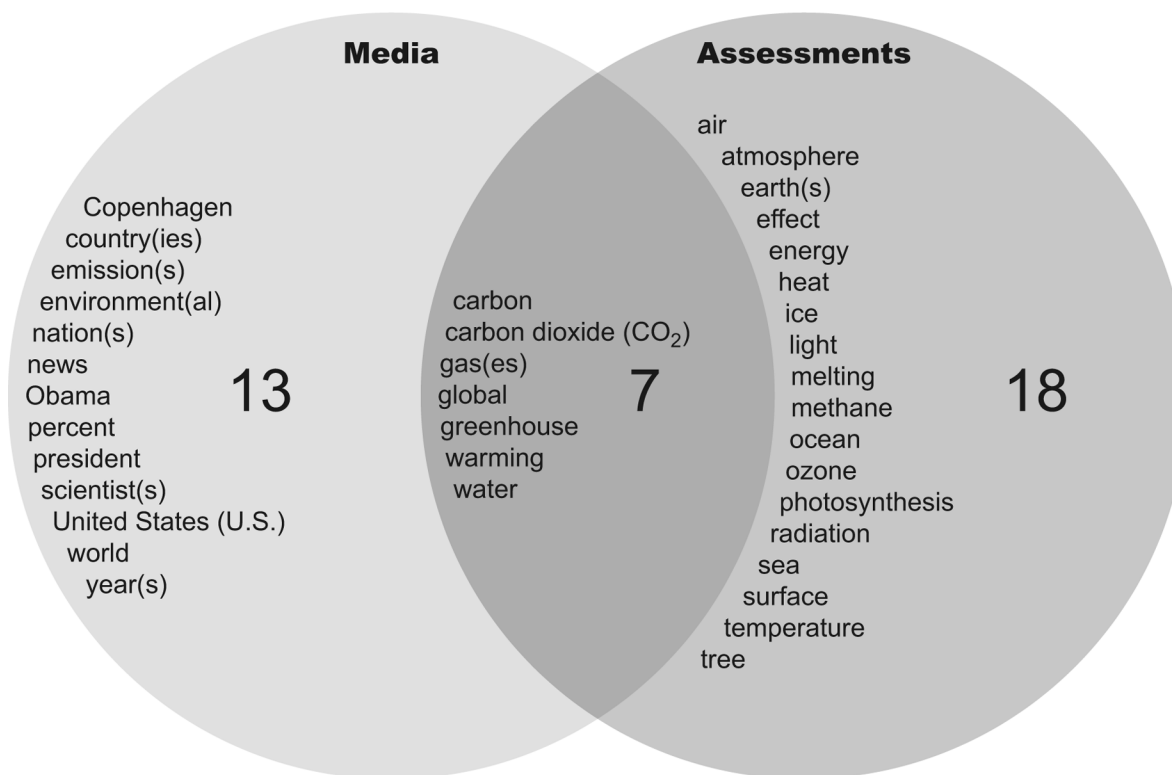 Media
Copenhagen
country(ies)
emission(s)
environment(al)
nation(s)
news
Obama
percent
president
scientist(s)
United States (U.S.)
world
year(s)
13
carbon
carbon dioxide (CO₂)
gas(es)
global
greenhouse
warming
water
7
Assessments
air
atmosphere
earth(s)
effect
energy
heat
ice
light
melting
methane
ocean
ozone
photosynthesis
radiation
sea
surface
temperature
tree
18